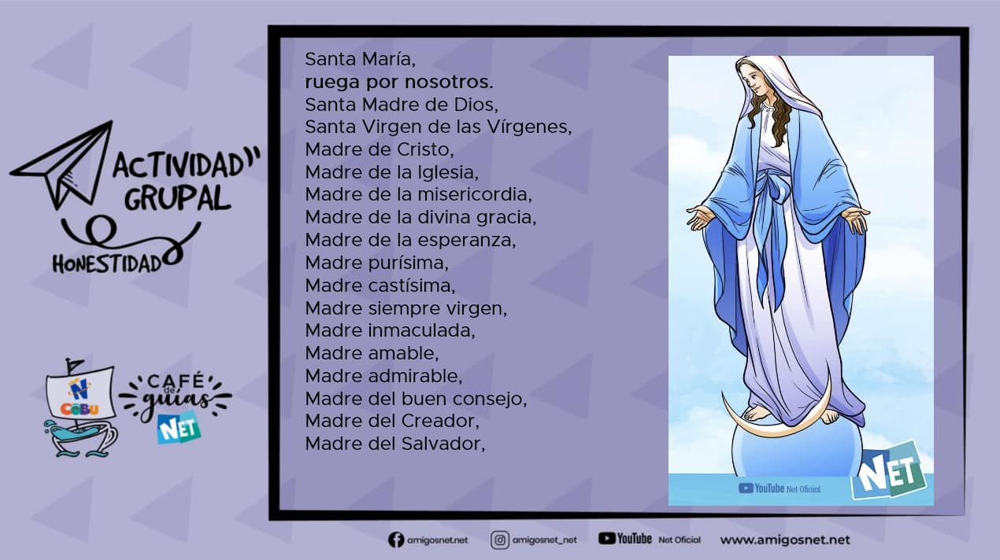 ACTIVIDAD
GRUPAL
HONESTIDAD
N
COBU
CAFÉ
de
guías
NET
Santa María,
ruega por nosotros.
Santa Madre de Dios,
Santa Virgen de las Vírgenes,
Madre de Cristo,
Madre de la Iglesia,
Madre de la misericordia,
Madre de la divina gracia,
Madre de la esperanza,
Madre purísima,
Madre castísima,
Madre siempre virgen,
Madre inmaculada,
Madre amable,
Madre admirable,
Madre del buen consejo,
Madre del Creador,
Madre del Salvador,
YouTube Net Oficial
NET
amigosnet.net
amigosnet_net
YouTube Net Oficial
www.amigosnet.net